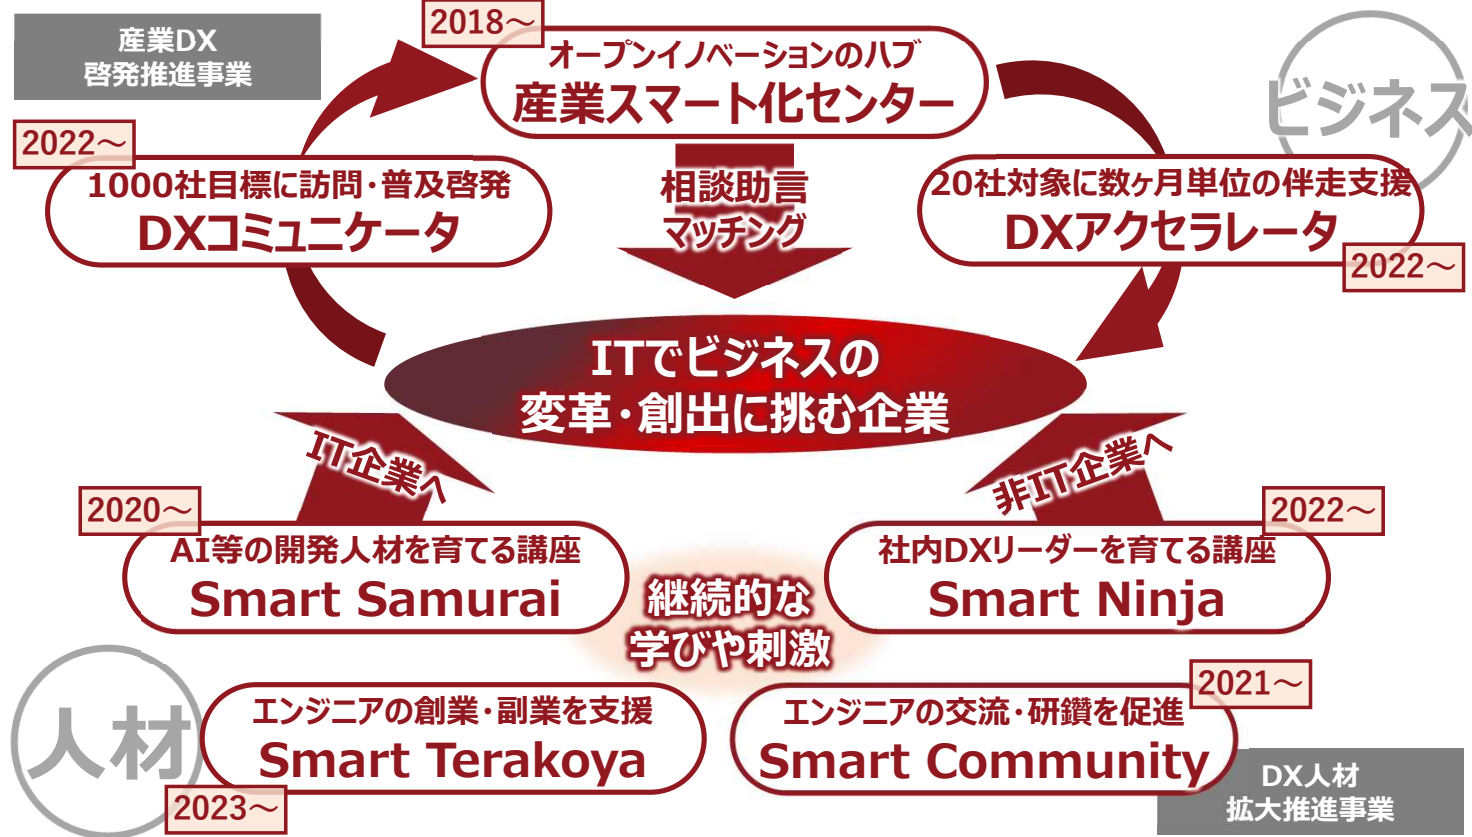 産業DX
啓発推進事業
2018～
オープンイノベーションのハブ
産業スマート化センター
ビジネス
2022～
1000社目標に訪問・普及啓発
DXコミュニケータ
相談助言
マッチング
20社対象に数ヶ月単位の伴走支援
DXアクセラレータ
2022～
ITでビジネスの
変革・創出に挑む企業
IT企業へ
非IT企業へ
2020～
AI等の開発人材を育てる講座
Smart Samurai
2022～
社内DXリーダーを育てる講座
Smart Ninja
継続的な
学びや刺激
人材
エンジニアの創業・副業を支援
Smart Terakoya
2023～
2021～
エンジニアの交流・研鑽を促進
Smart Community
DX人材
拡大推進事業